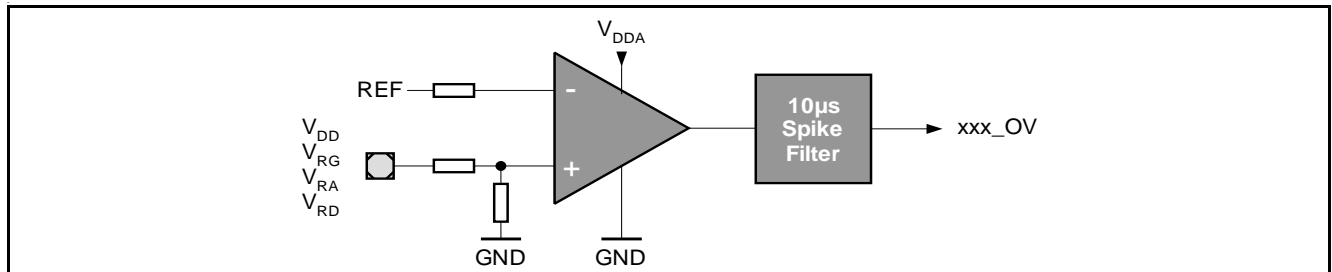 V_DDA
REF
-
V_DD
V_RG
V_RA
V_RD
+
GND
GND
10µs
Spike
Filter
xxx_OV